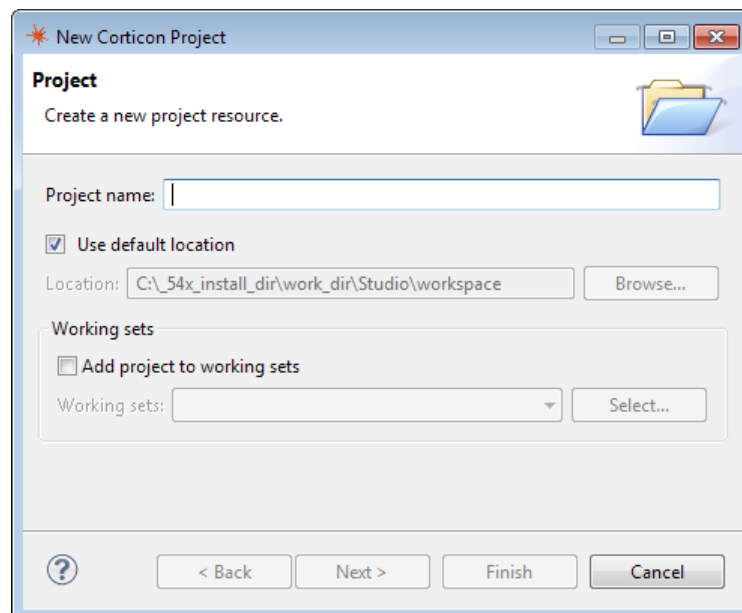 New Corticon Project
Project
Create a new project resource.
Project name:
Use default location
Location: C:\_54x_install_dir\work_dir\Studio\workspace Browse...
Working sets
Add project to working sets
Working sets: Select...
? < Back Next > Finish Cancel